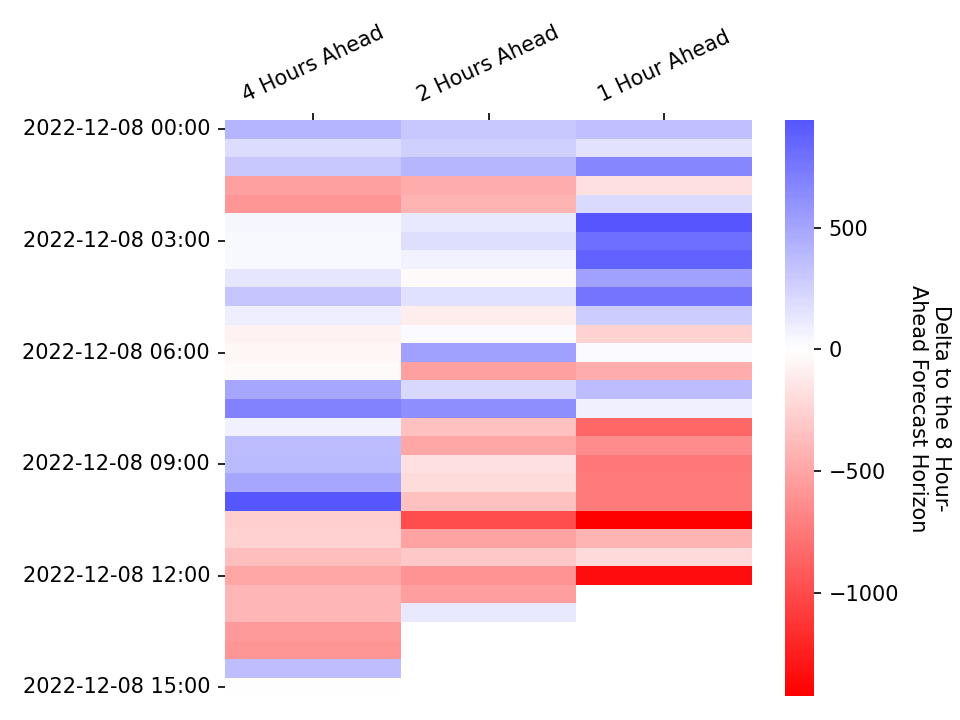 4 Hours Ahead
2 Hours Ahead
1 Hour Ahead
2022-12-08 00:00
2022-12-08 03:00
2022-12-08 06:00
2022-12-08 09:00
2022-12-08 12:00
2022-12-08 15:00
500
0
−500
−1000
Delta to the 8 Hour-
Ahead Forecast Horizon